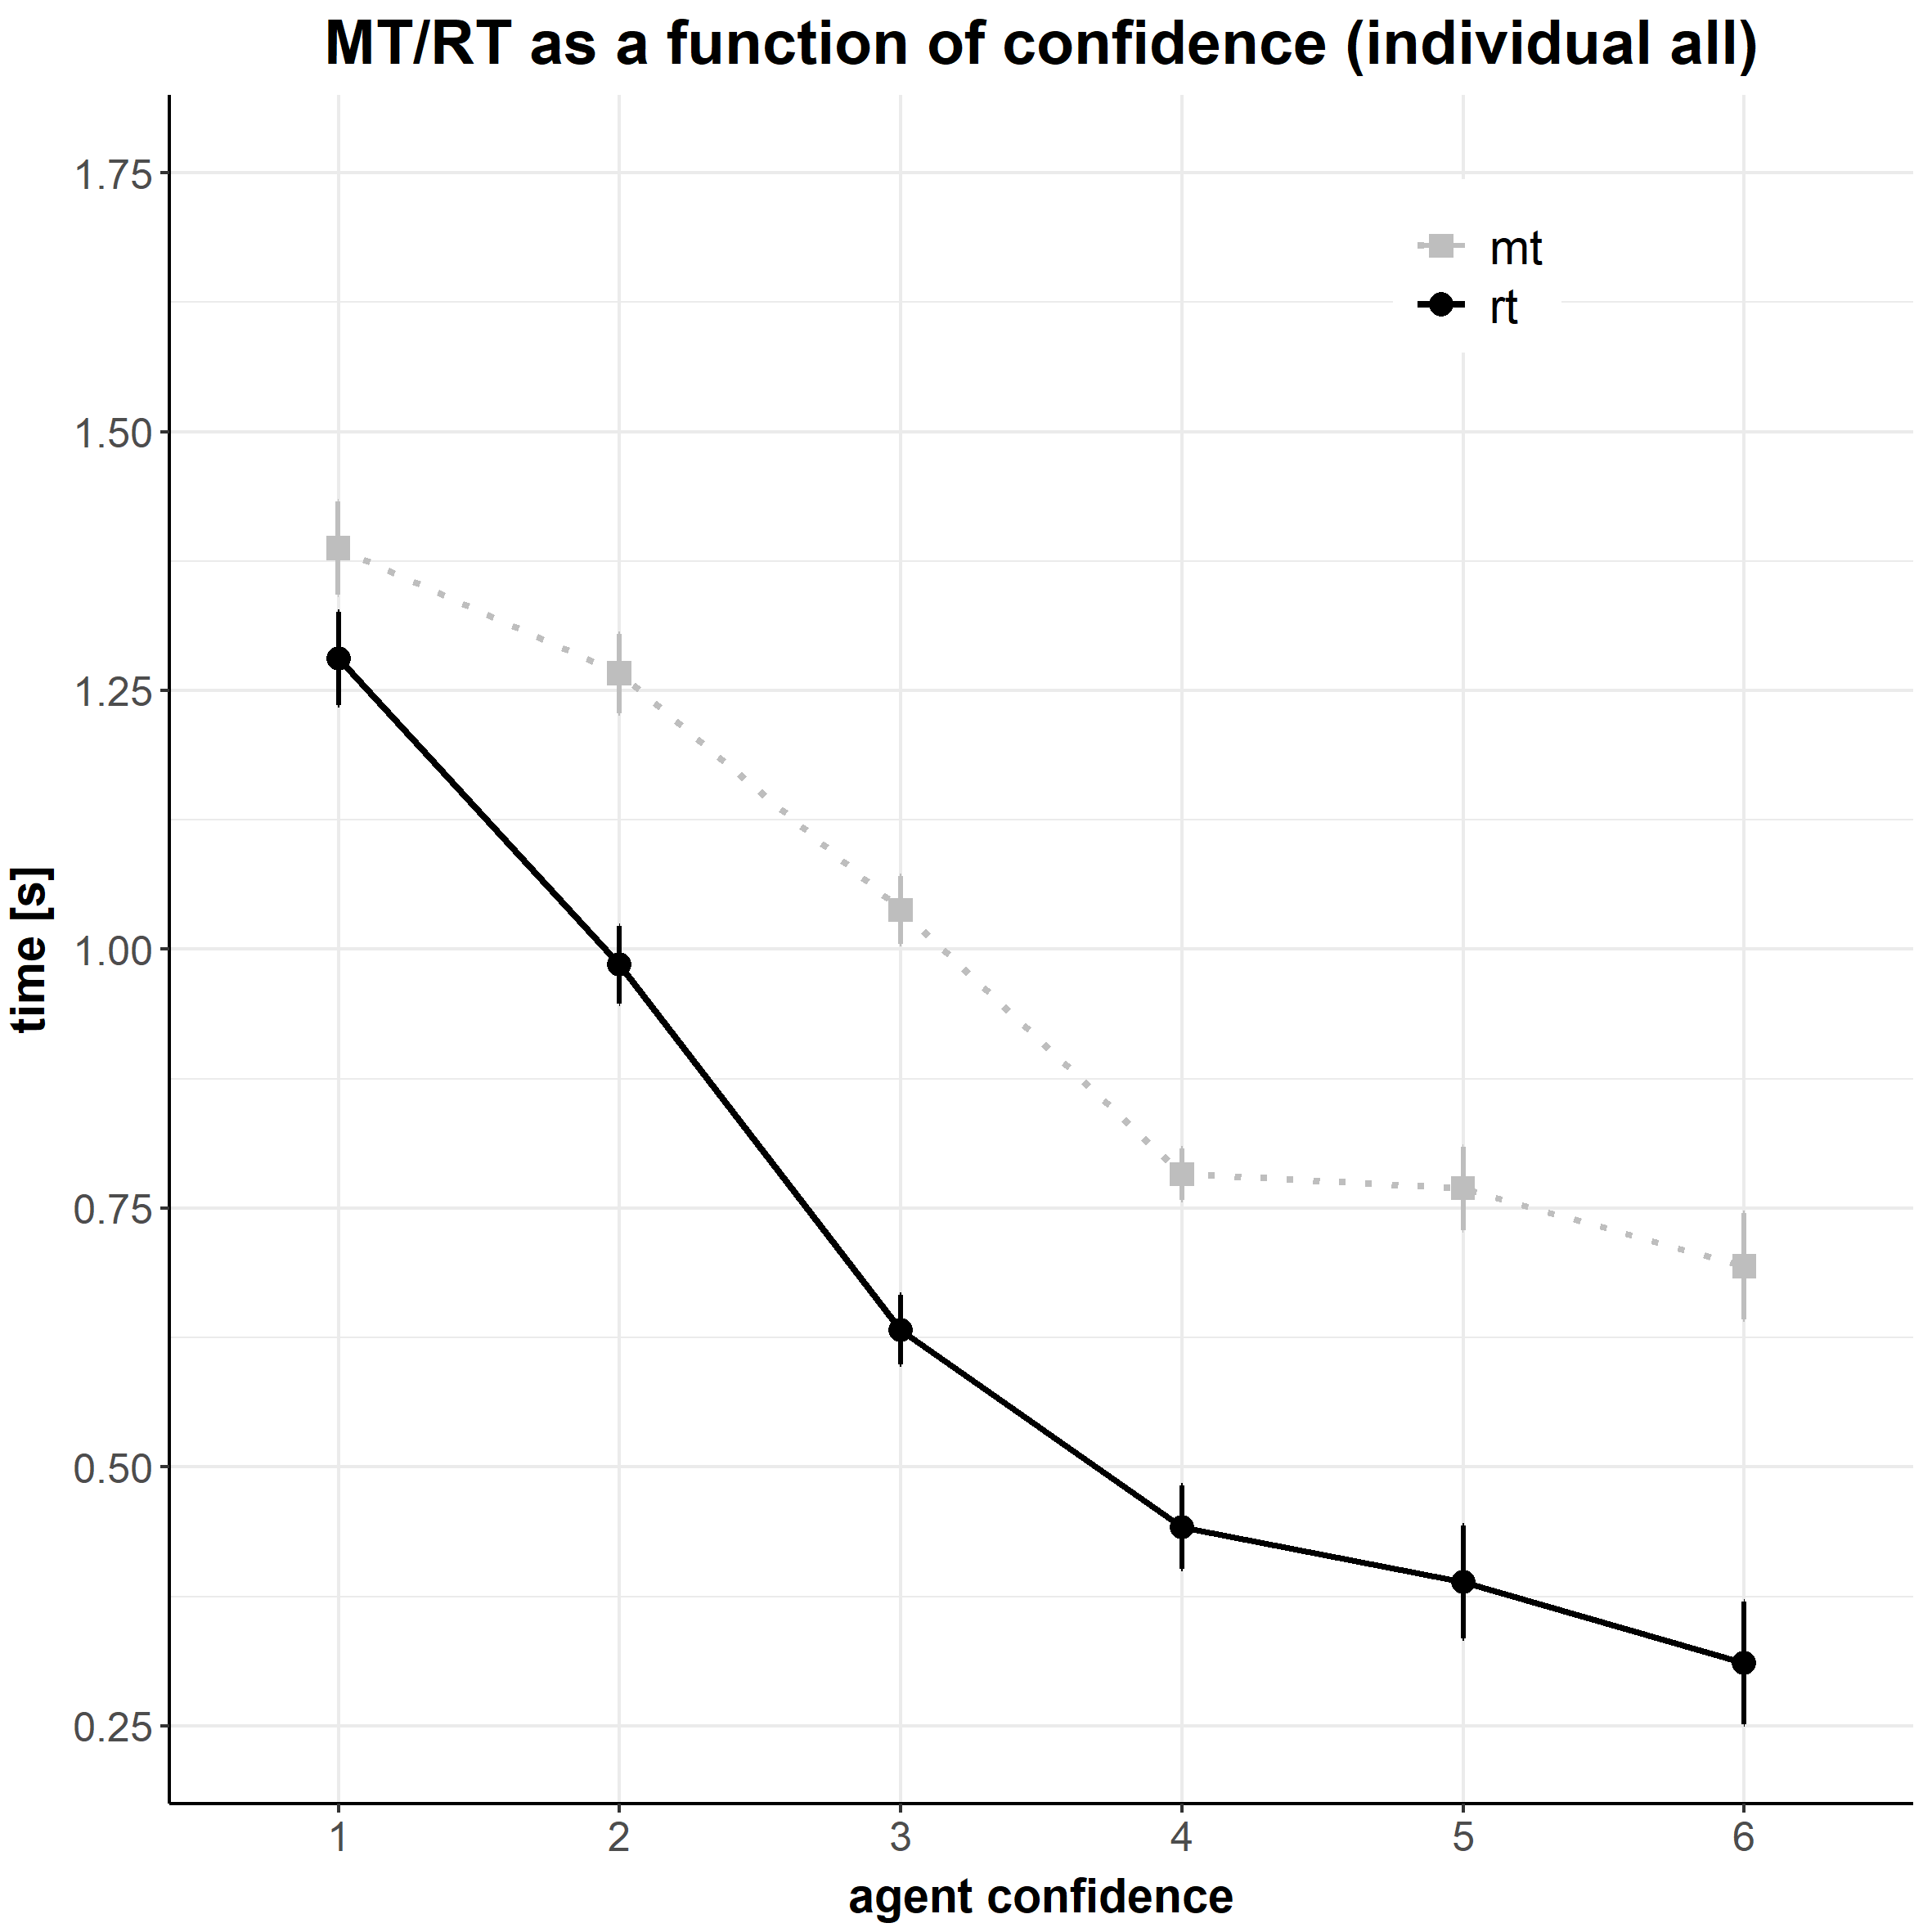 MT/RT as a function of confidence (individual all)
1.75
1.50
1.25
1.00
0.75
0.50
0.25
time [s]
mt
rt
1 2 3 4 5 6
agent confidence